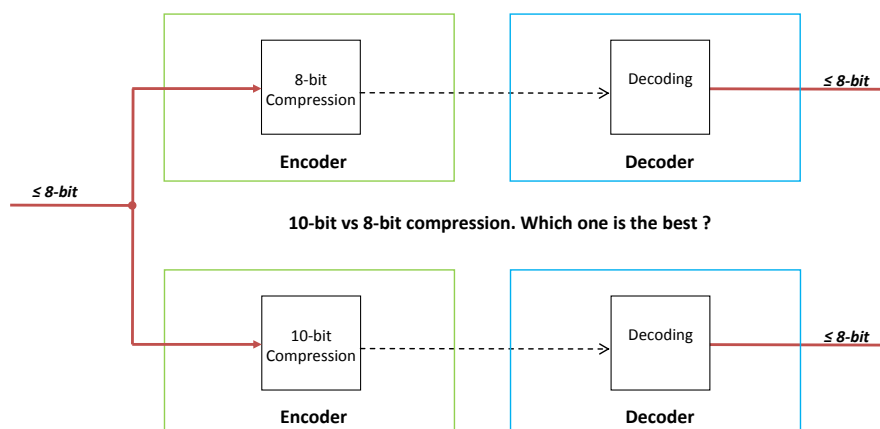 8-bit
Compression
Decoding
≤ 8-bit
Encoder
Decoder
≤ 8-bit
10-bit vs 8-bit compression. Which one is the best ?
10-bit
Compression
Decoding
≤ 8-bit
Encoder
Decoder